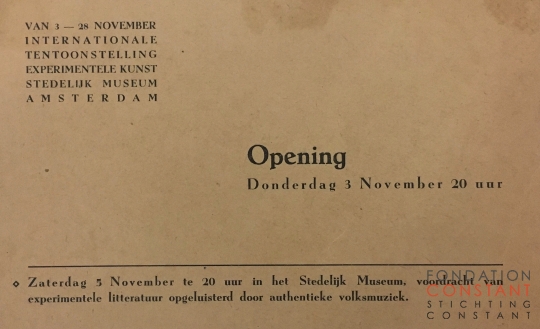 VAN 3 — 28 NOVEMBER
INTERNATIONALE
TENTOONSTELLING
EXPERIMENTELE KUNST
STEDELIJK MUSEUM
AMSTERDAM
Opening
Donderdag 3 November 20 uur
Zaterdag 5 November te 20 uur in het Stedelijk Museum, voordracht van
experimentele litteratuur opgeluisterd door authentieke volksmuziek.
FONDATION
CONSTANT
STICHTING
CONSTANT